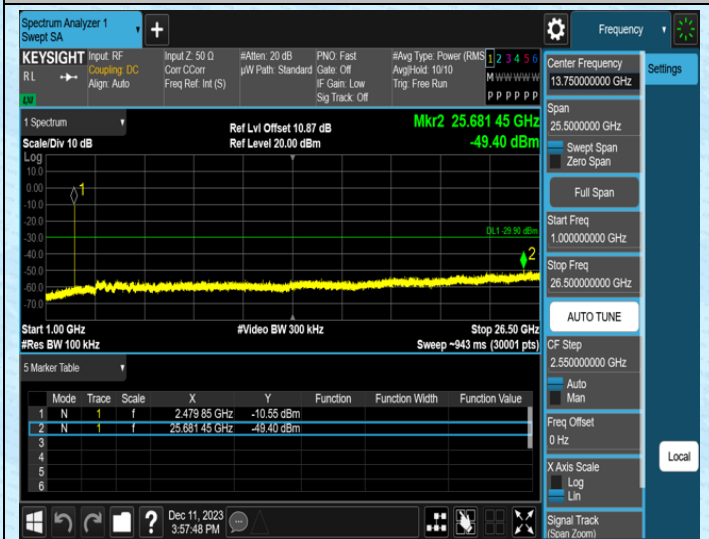 Spectrum Analyzer 1
Swept SA
+
Frequency
KEYSIGHT
RL
LXI
Input: RF
Coupling: DC
Align: Auto
Input Z: 50 Ω
Corr CCorr
Freq Ref: Int (S)
#Atten: 20 dB
µW Path: Standard
PNO: Fast
Gate: Off
IF Gain: Low
Sig Track: Off
#Avg Type: Power (RMS
Avg|Hold: 10/10
Trig: Free Run
1 2 3 4 5 6
M W W W W W
P P P P P P
1 Spectrum
Scale/Div 10 dB
Ref Lvl Offset 10.87 dB
Ref Level 20.00 dBm
Mkr2 25.681 45 GHz
-49.40 dBm
Log
10.0
0.00
-10.0
-20.0
-30.0
-40.0
-50.0
-60.0
-70.0
1
DL1 -29.90 dBm
2
Start 1.00 GHz
#Res BW 100 kHz
#Video BW 300 kHz
Stop 26.50 GHz
Sweep ~943 ms (30001 pts)
5 Marker Table
Mode Trace Scale X Y Function Function Width Function Value
1 N 1 f 2.479 85 GHz -10.55 dBm
2 N 1 f 25.681 45 GHz -49.40 dBm
3
4
5
6
?
Dec 11, 2023
3:57:48 PM
Center Frequency
13.750000000 GHz
Settings
Span
25.5000000 GHz
Swept Span
Zero Span
Full Span
Start Freq
1.000000000 GHz
Stop Freq
26.500000000 GHz
AUTO TUNE
CF Step
2.550000000 GHz
Auto
Man
Freq Offset
0 Hz
X Axis Scale
Log
Lin
Local
Signal Track
(Span Zoom)